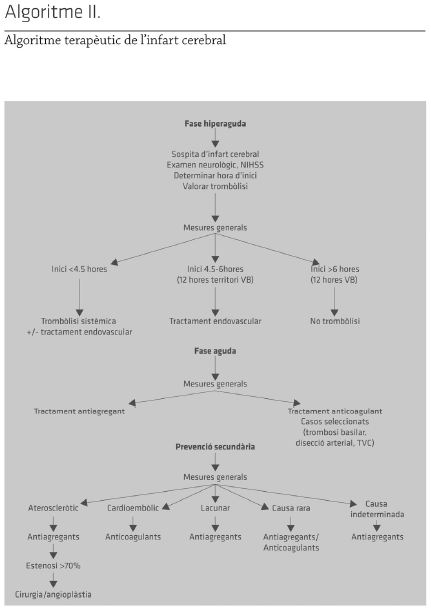 Algoritme II.
Algoritme terapèutic de l'infart cerebral
Fase hiperaguda
Sospita d'infart cerebral
Examen neurològic, NIHSS
Determinar hora d'inici
Valorar trombòlisi
Mesures generals
Inici <4.5 hores
Inici 4.5-6hores
(12 hores territori VB)
Inici >6 hores
(12 hores VB)
Trombòlisi sistèmica
+/- tractament endovascular
Tractament endovascular
No trombòlisi
Fase aguda
Mesures generals
Tractament antiagregant
Tractament anticoagulant
Casos seleccionats
(trombosi basilar,
disecció arterial, TVC)
Prevenció secundària
Mesures generals
Ateroscleròtic
Cardioembòlic
Lacunar
Causa rara
Causa
indeterminada
Antiagregants
Anticoagulants
Antiagregants
Antiagregants/
Anticoagulants
Antiagregants
Estenosi >70%
Cirurgia/angioplàstia